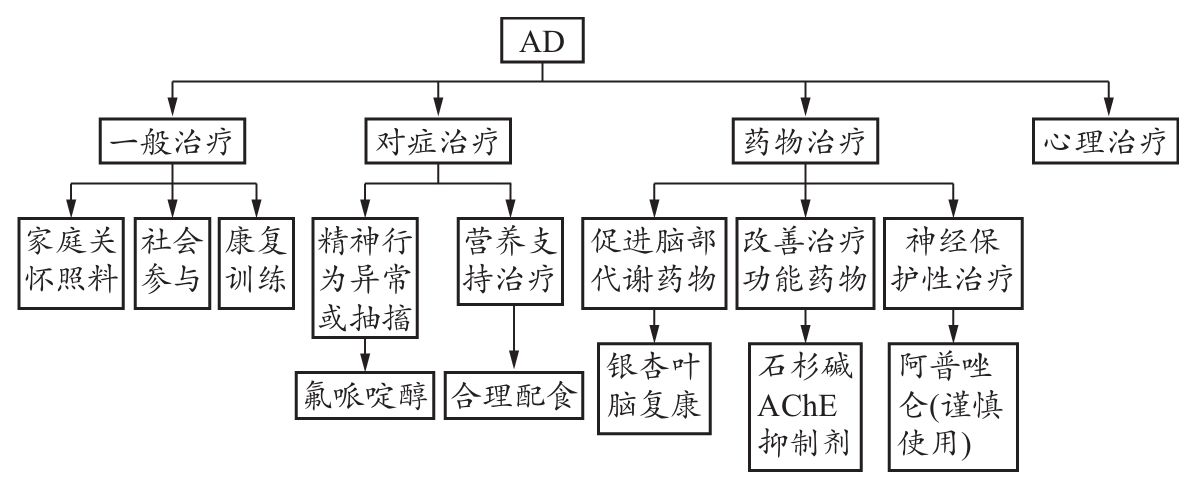 AD
一般治疗
对症治疗
药物治疗
心理治疗
家庭关
怀照料
社会
参与
康复
训练
精神行
为异常
或抽搐
营养支
持治疗
促进脑部
代谢药物
改善治疗
功能药物
神经保
护性治疗
氟哌啶醇
合理配食
银杏叶
脑复康
石杉碱
AChE
抑制剂
阿普唑
仑(谨慎
使用)